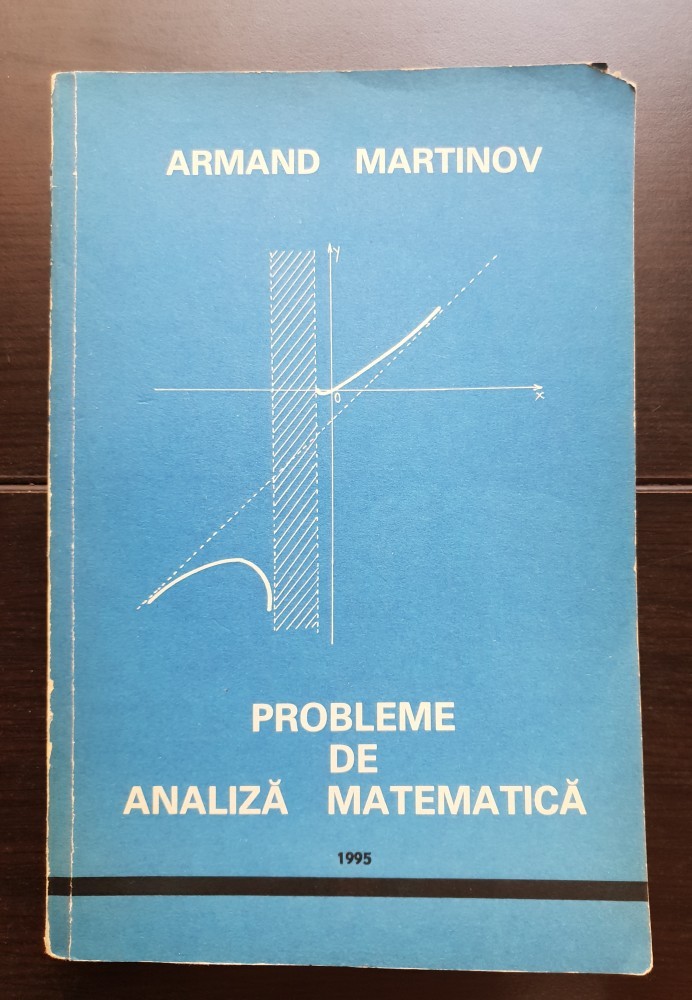 ARMAND MARTINOV
y
0
x
PROBLEME
DE
ANALIZĂ MATEMATICĂ
1995